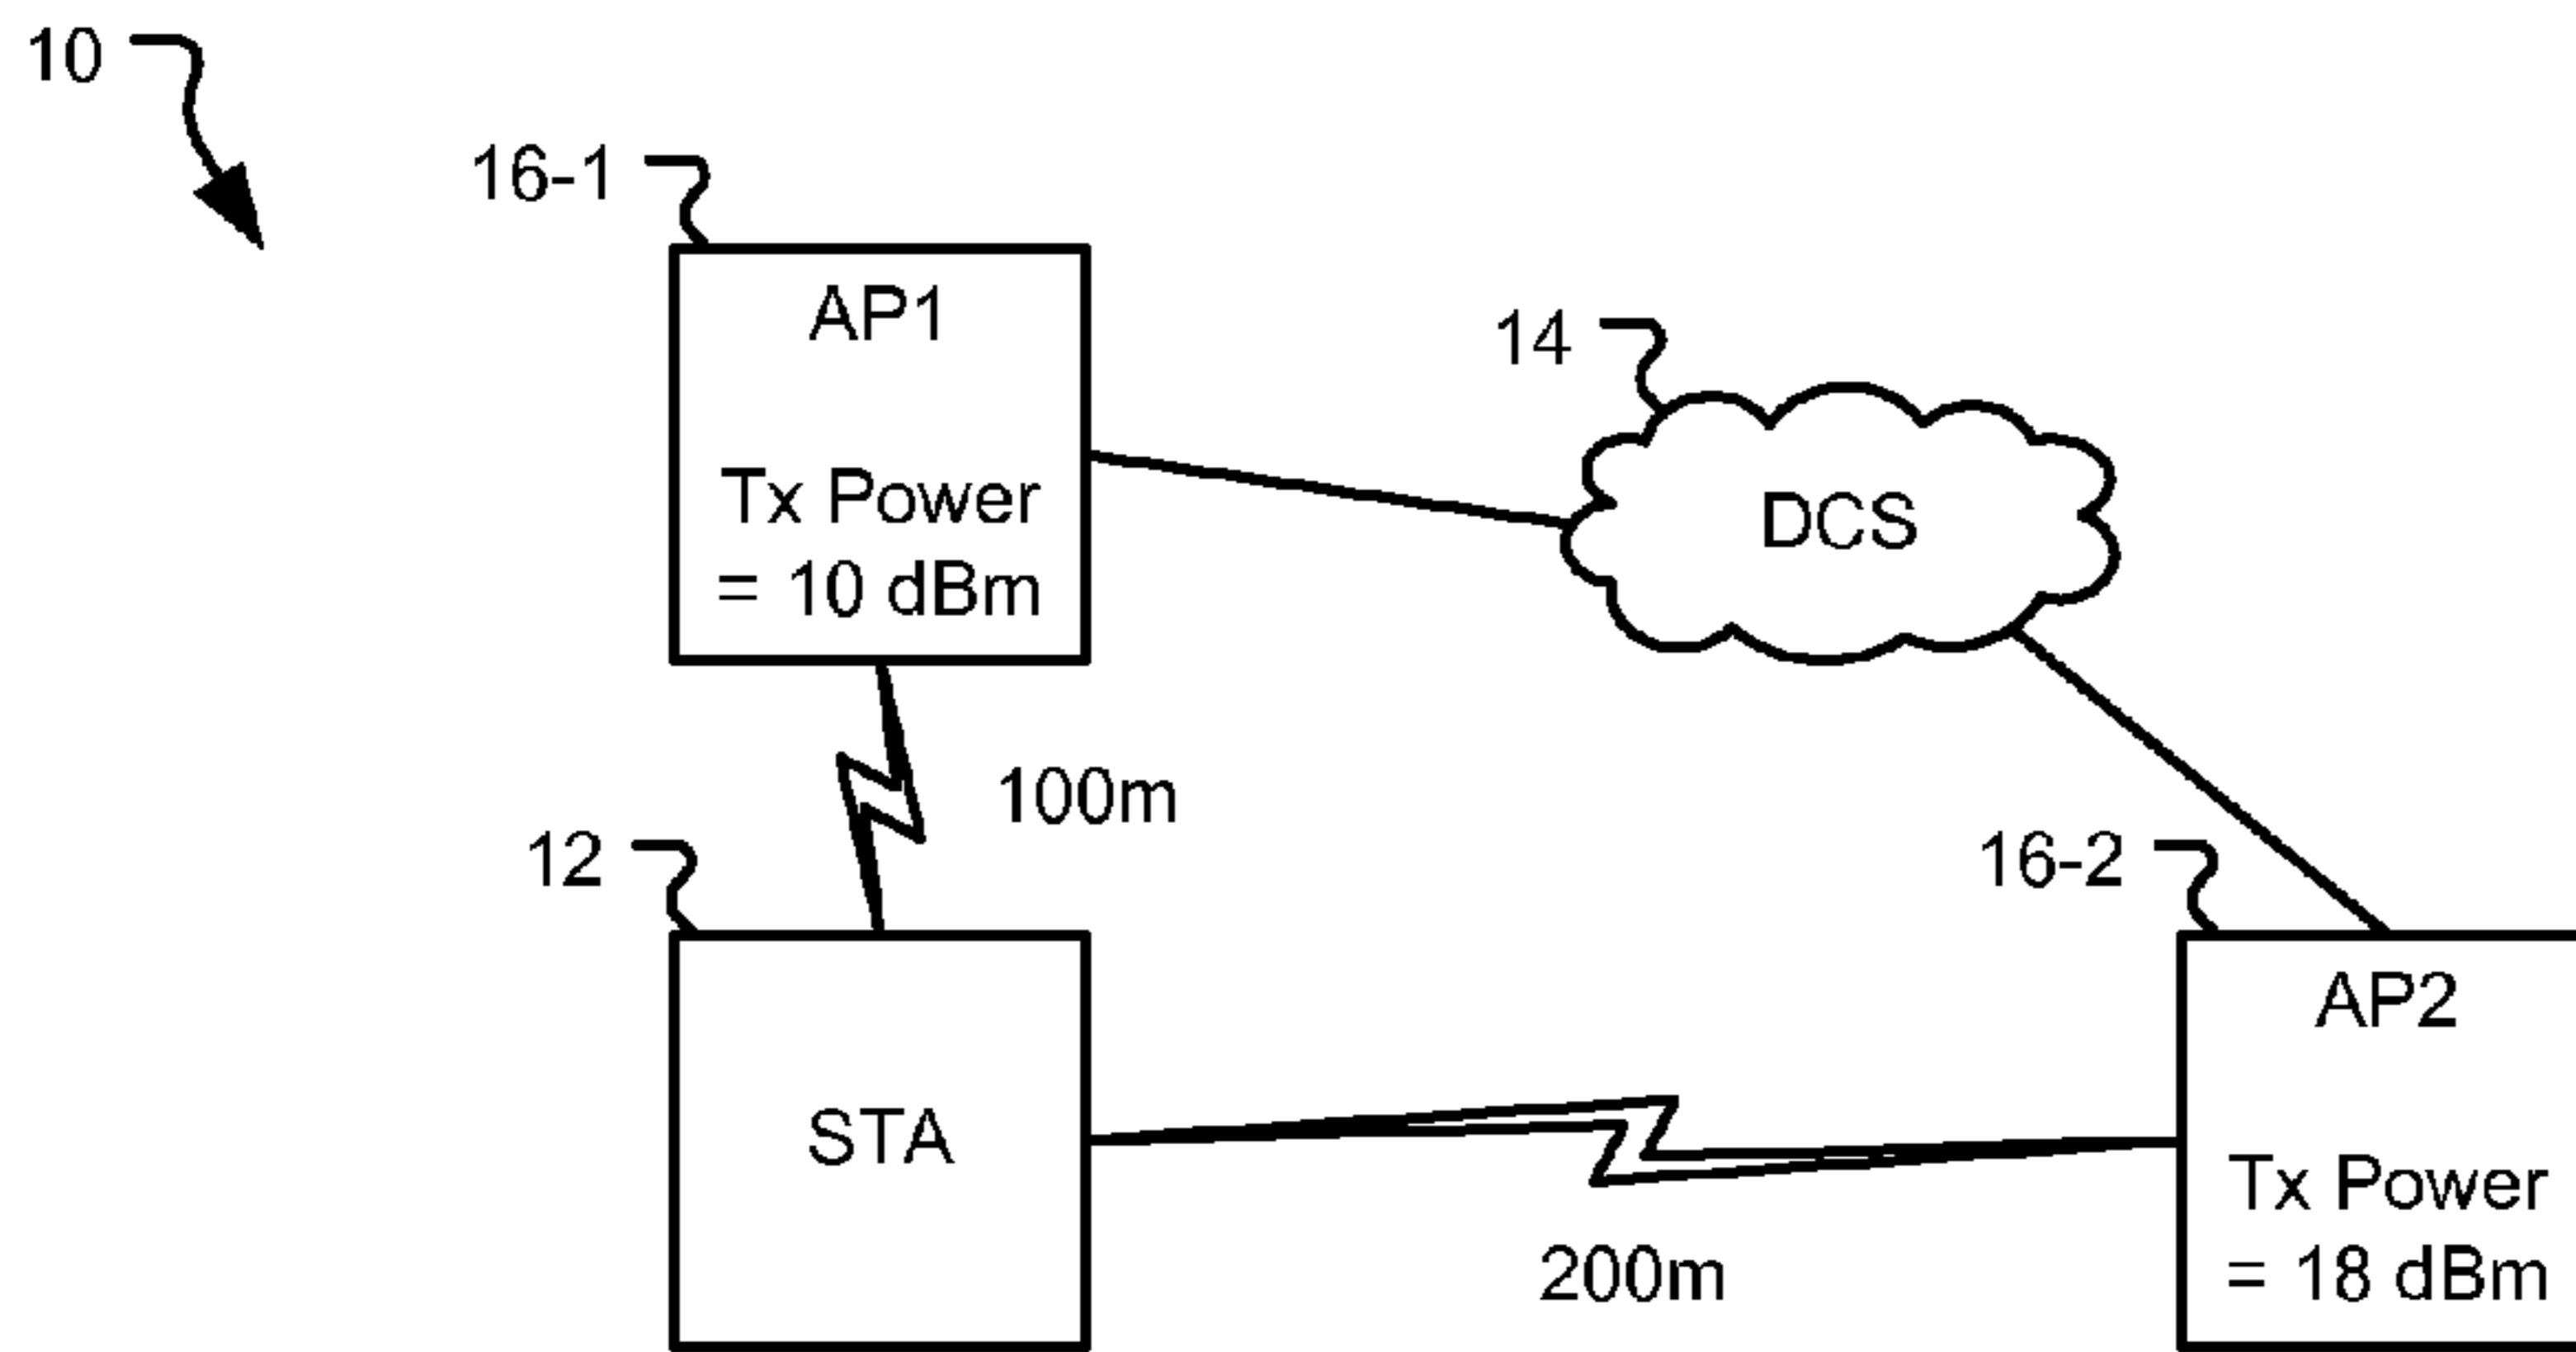 10
16-1
AP1
Tx Power
= 10 dBm
14
DCS
100m
12
STA
16-2
AP2
Tx Power
= 18 dBm
200m